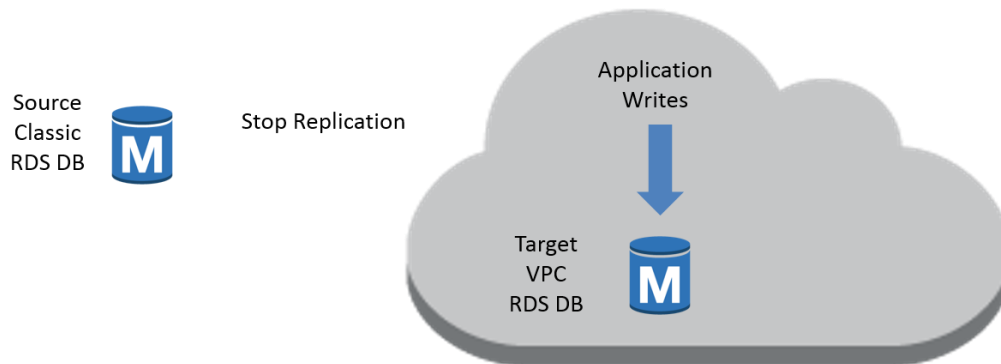 Source
Classic
RDS DB
M
Stop Replication
Application
Writes
Target
VPC
RDS DB
M